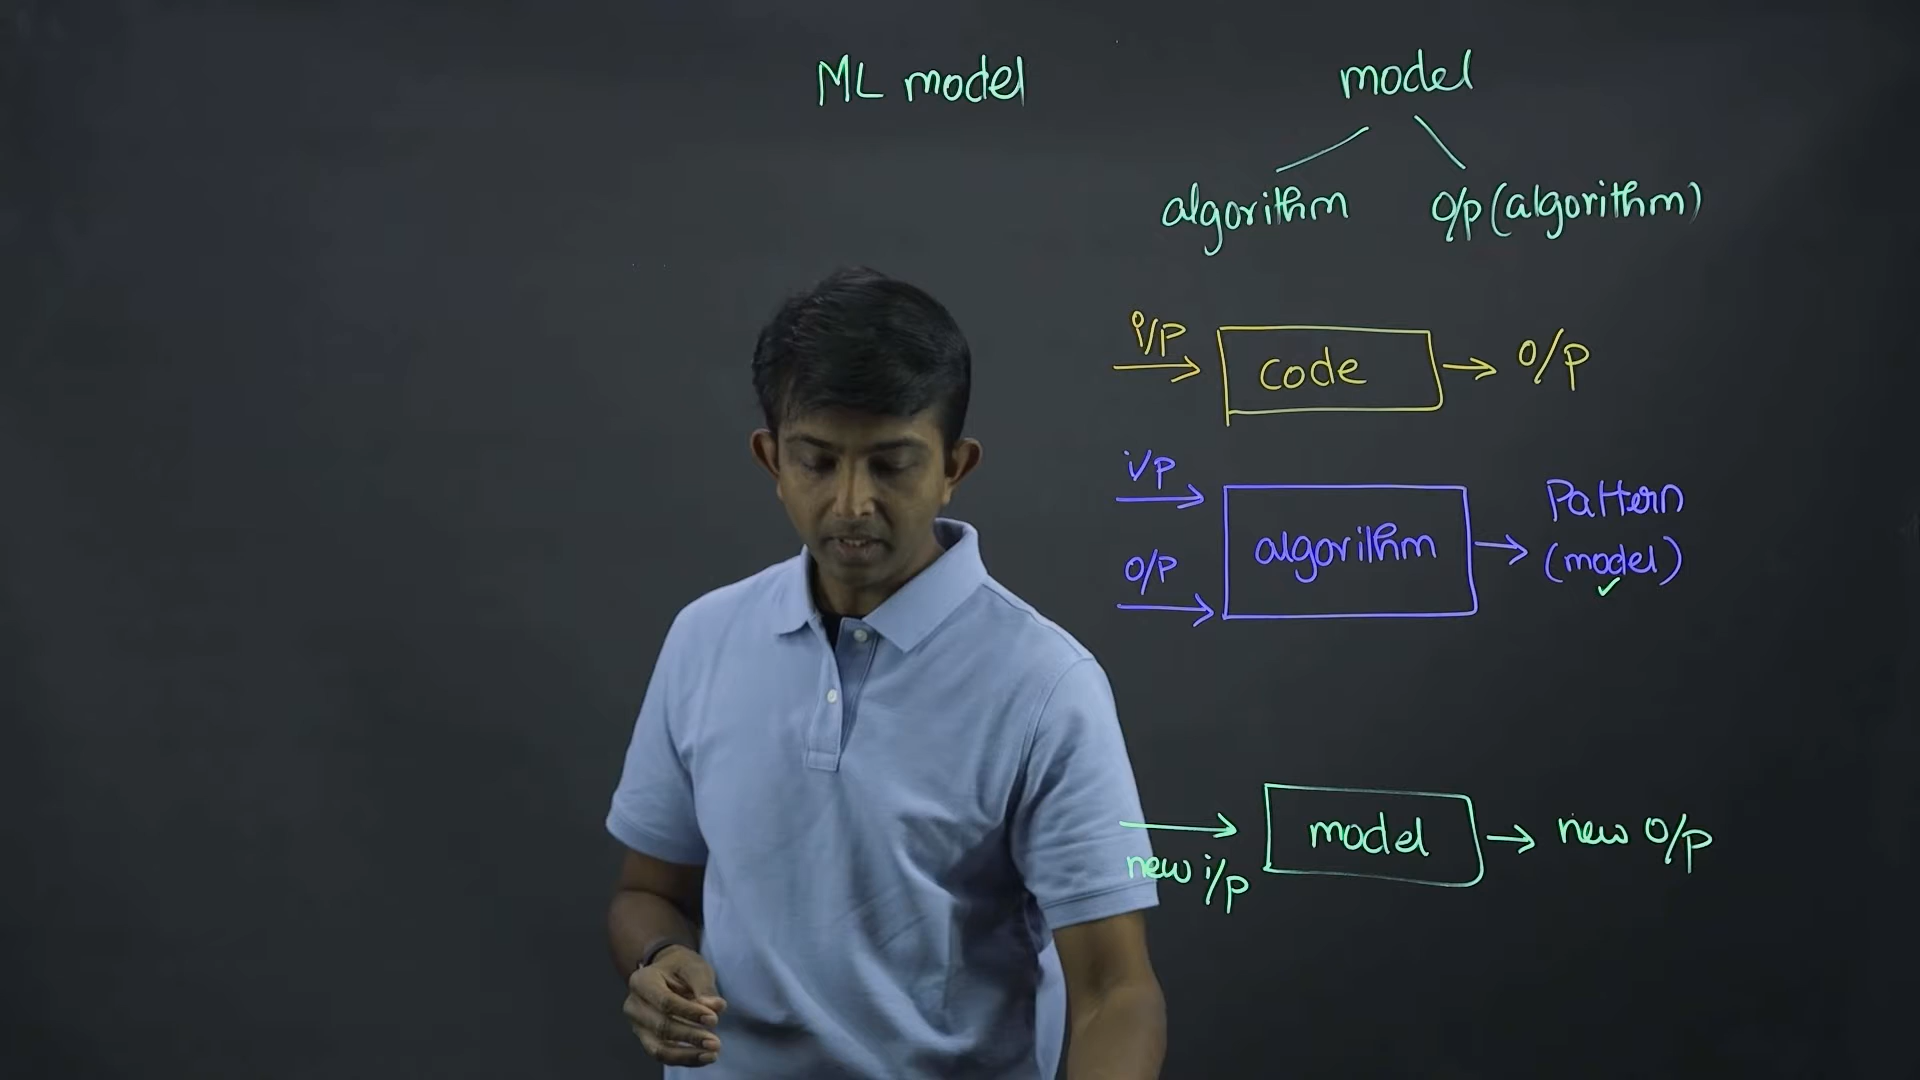 ML model
model
algorithm
O/p (algorithm)
i/p
code
O/p
i/p
O/P
algorithm
Pattern
(model)
new i/p
model
new O/p